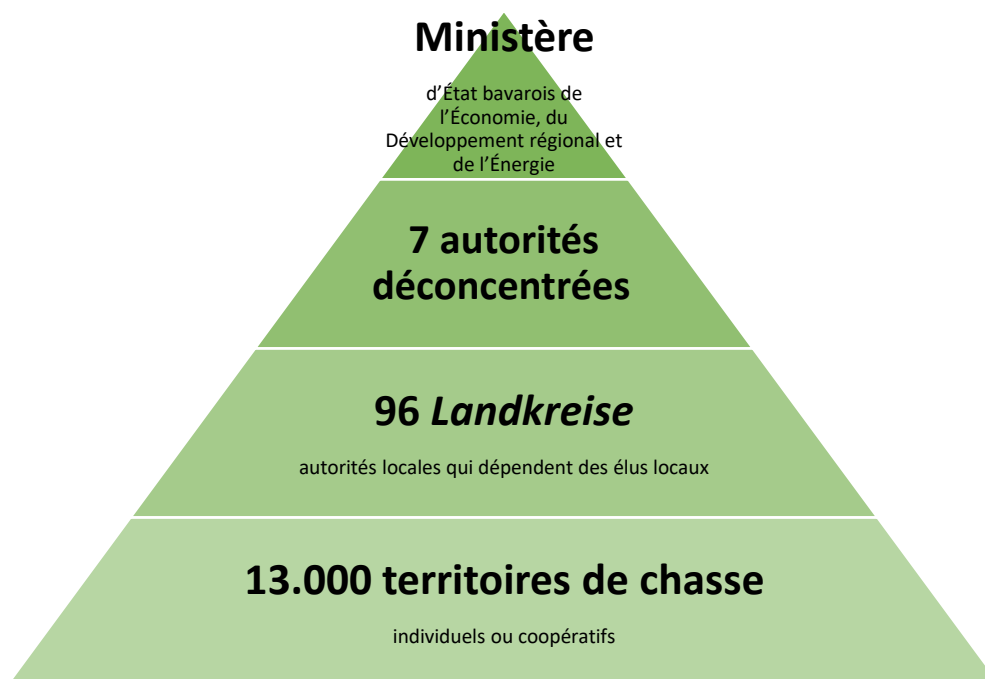 Ministère
d'État bavarois de
l'Économie, du
Développement régional et
de l'Énergie
7 autorités
déconcentrées
96 Landkreise
autorités locales qui dépendent des élus locaux
13.000 territoires de chasse
individuels ou coopératifs